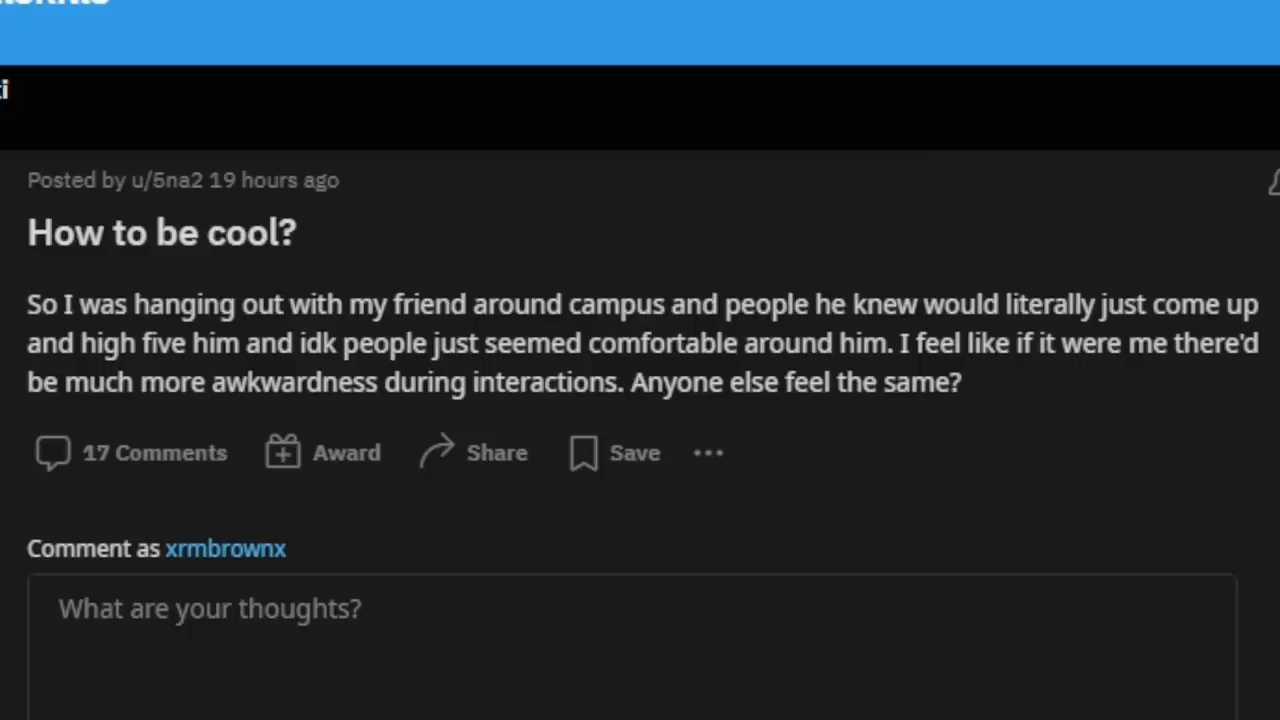 Posted by u/5na2 19 hours ago
How to be cool?
So I was hanging out with my friend around campus and people he knew would literally just come up
and high five him and idk people just seemed comfortable around him. I feel like if it were me there'd
be much more awkwardness during interactions. Anyone else feel the same?
17 Comments Award Share Save
Comment as xrmbrownx
What are your thoughts?